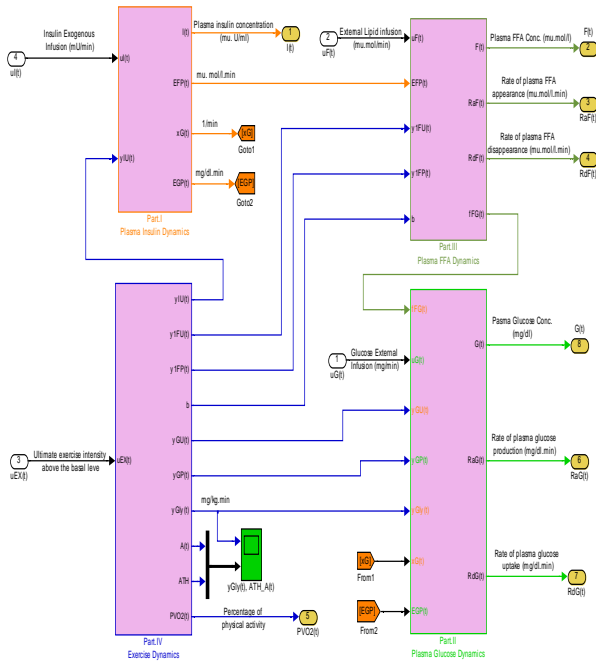 Insulin Exogenous
Infusion (mU/min)
4
uI(t)
uI(t)
yIU(t)
I(t)
EFP(t)
xG(t)
EGP(t)
Part.I
Plasma Insulin Dynamics
Plasma insulin concentration
(mu. U/ml)
1
I(t)
mu. mol/l.min
1/min
[xG]
Goto1
mg/dl.min
[EGP]
Goto2
2
uF(t)
External Lipid infusion
(mu.mol/min)
uF(t)
EFP(t)
y1FU(t)
y1FP(t)
b
F(t)
RaF(t)
RdF(t)
fFG(t)
Part.III
Plasma FFA Dynamics
Plasma FFA Conc. (mu.mol/l)
F(t)
2
Rate of plasma FFA
appearance (mu.mol/l.min)
3
RaF(t)
Rate of plasma FFA
disappearance (mu.mol/l.min)
4
RdF(t)
3
uEX(t)
Ultimate exercise intensity
above the basal leve
uEX(t)
yIU(t)
y1FU(t)
y1FP(t)
b
yGU(t)
yGP(t)
yGly(t)
A(t)
ATH
PVO2(t)
Part.IV
Exercise Dynamics
mg/kg.min
yGly(t), ATH_A(t)
Percentage of
physical activity
5
PVO2(t)
1
uG(t)
Glucose External
Infusion (mg/min)
[xG]
From1
[EGP]
From2
fFG(t)
uG(t)
yGU(t)
yGP(t)
yGly(t)
xG(t)
EGP(t)
G(t)
RaG(t)
RdG(t)
Part.II
Plasma Glucose Dynamics
Pasma Glucose Conc.
(mg/dl)
G(t)
8
Rate of plasma glucose
production (mg/dl.min)
6
RaG(t)
Rate of plasma glucose
uptake (mg/dl.min)
7
RdG(t)